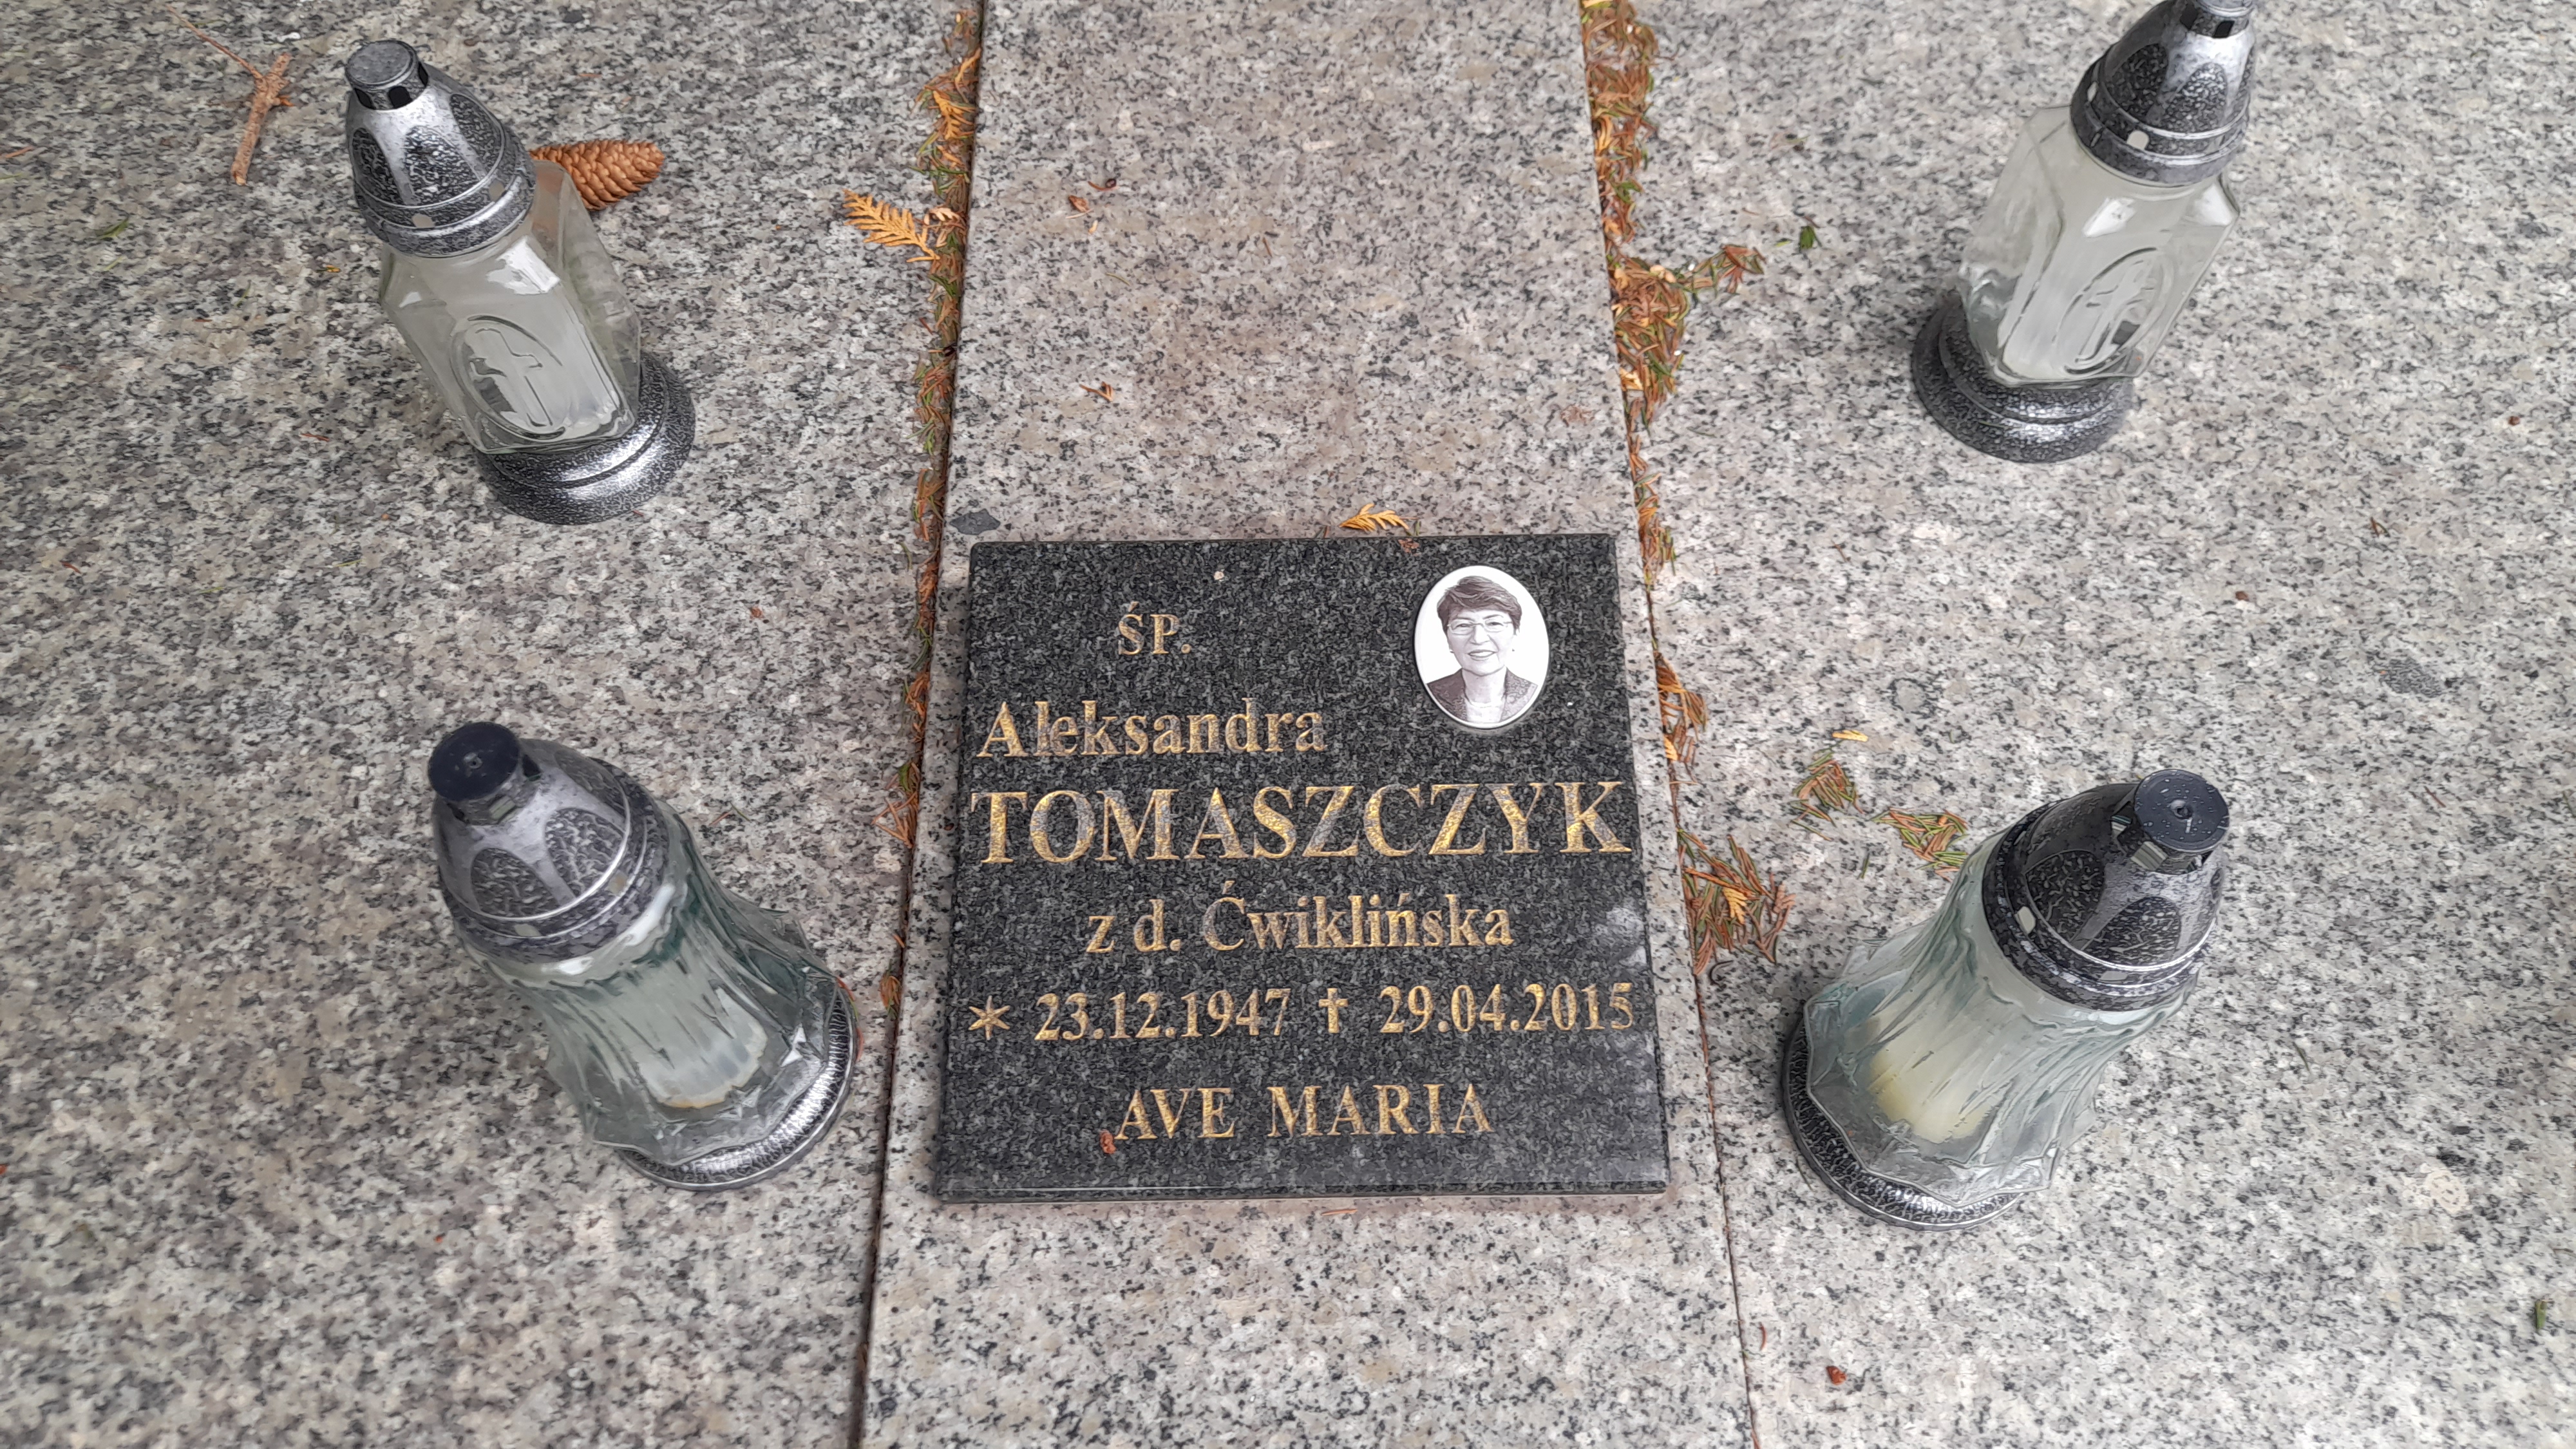 ŚP.
Aleksandra
TOMASZCZYK
z d. Ćwiklińska
* 23.12.1947 † 29.04.2015
AVE MARIA